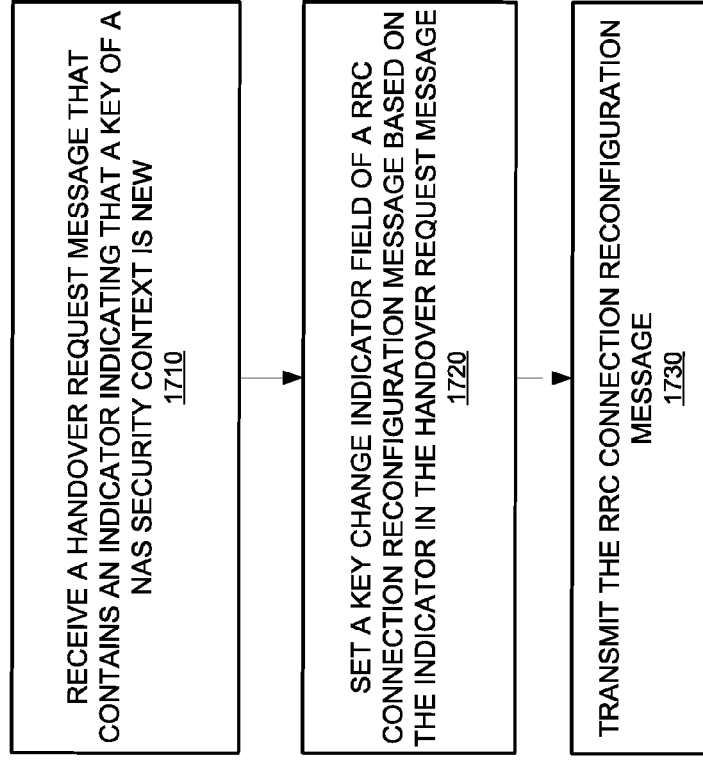 RECEIVE A HANDOVER REQUEST MESSAGE THAT
CONTAINS AN INDICATOR INDICATING THAT A KEY OF A
NAS SECURITY CONTEXT IS NEW
1710
SET A KEY CHANGE INDICATOR FIELD OF A RRC
CONNECTION RECONFIGURATION MESSAGE BASED ON
THE INDICATOR IN THE HANDOVER REQUEST MESSAGE
1720
TRANSMIT THE RRC CONNECTION RECONFIGURATION
MESSAGE
1730